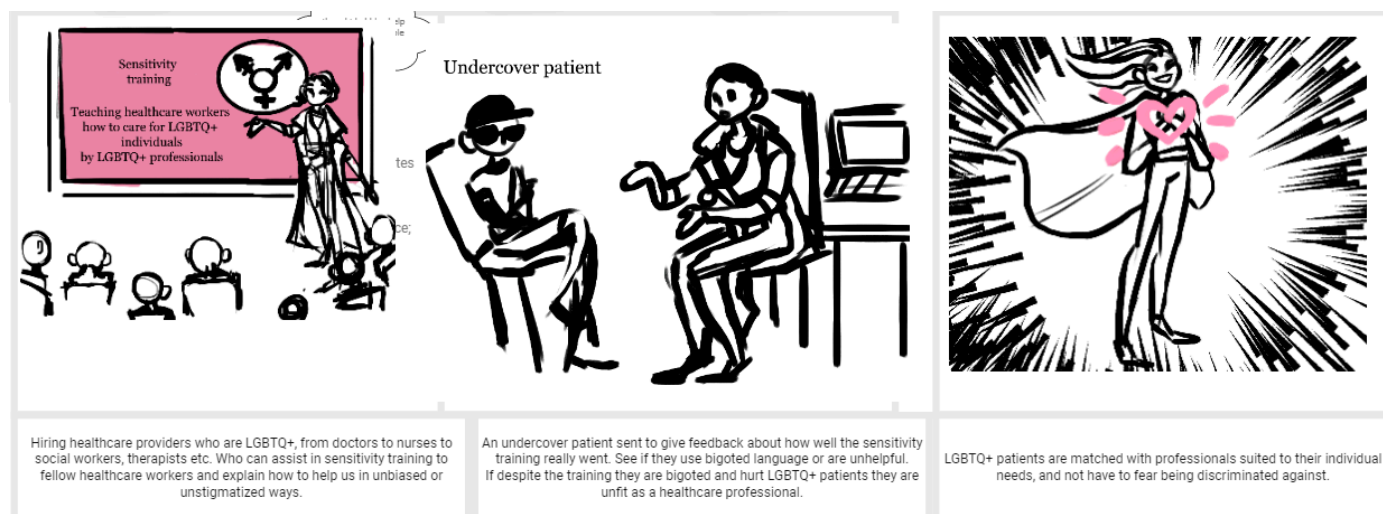 Sensitivity
training
Teaching healthcare workers
how to care for LGBTQ+
individuals
by LGBTQ+ professionals
Undercover patient
Hiring healthcare providers who are LGBTQ+, from doctors to nurses to
social workers, therapists etc. Who can assist in sensitivity training to
fellow healthcare workers and explain how to help us in unbiased or
unstigmatized ways.
An undercover patient sent to give feedback about how well the sensitivity
training really went. See if they use bigoted language or are unhelpful.
If despite the training they are bigoted and hurt LGBTQ+ patients they are
unfit as a healthcare professional.
LGBTQ+ patients are matched with professionals suited to their individual
needs, and not have to fear being discriminated against.